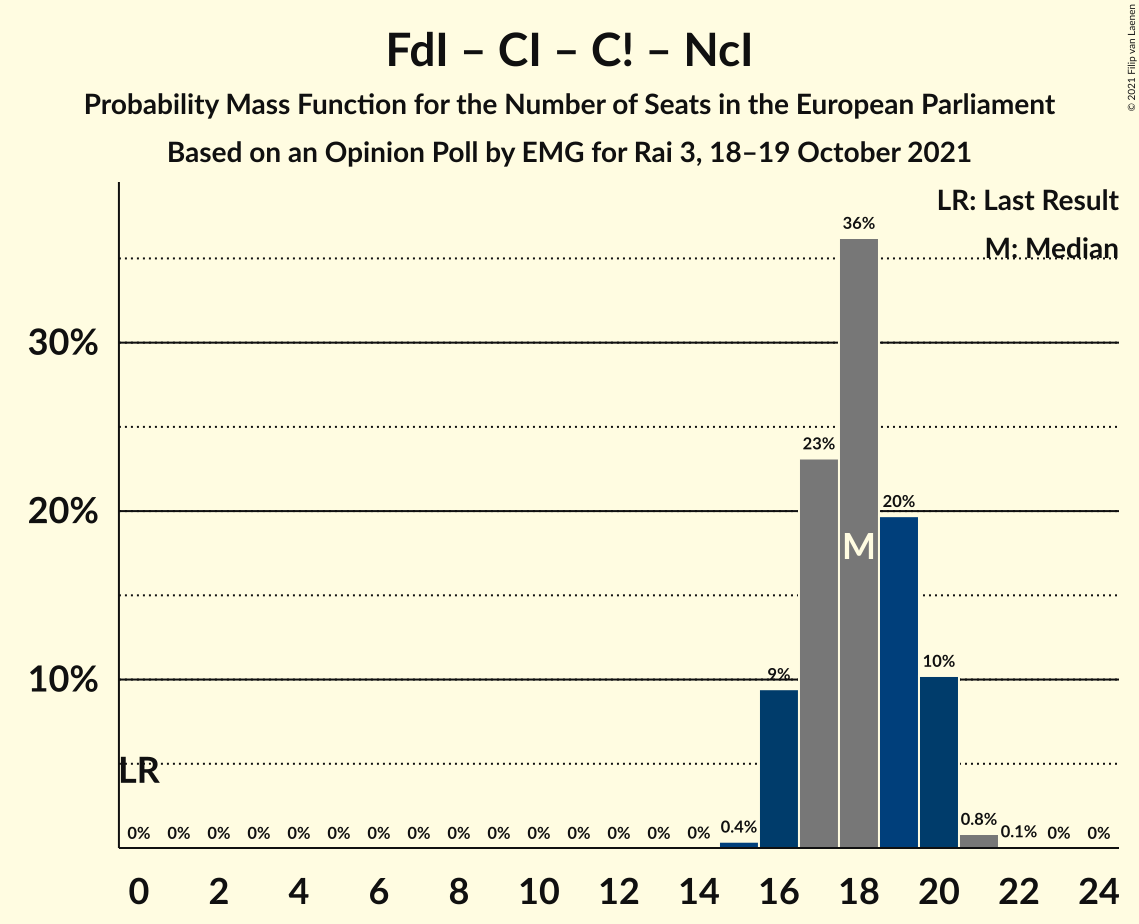 FdI – CI – C! – NcI
Probability Mass Function for the Number of Seats in the European Parliament
Based on an Opinion Poll by EMG for Rai 3, 18–19 October 2021
© 2021 Filip van Laenen
LR: Last Result
M: Median
36%
30%
23%
20%
20%
M
10%
10%
9%
LR
0% 0% 0% 0% 0% 0% 0% 0% 0% 0% 0% 0% 0% 0% 0% 0.4% 0.8% 0.1% 0% 0%
0 2 4 6 8 10 12 14 16 18 20 22 24